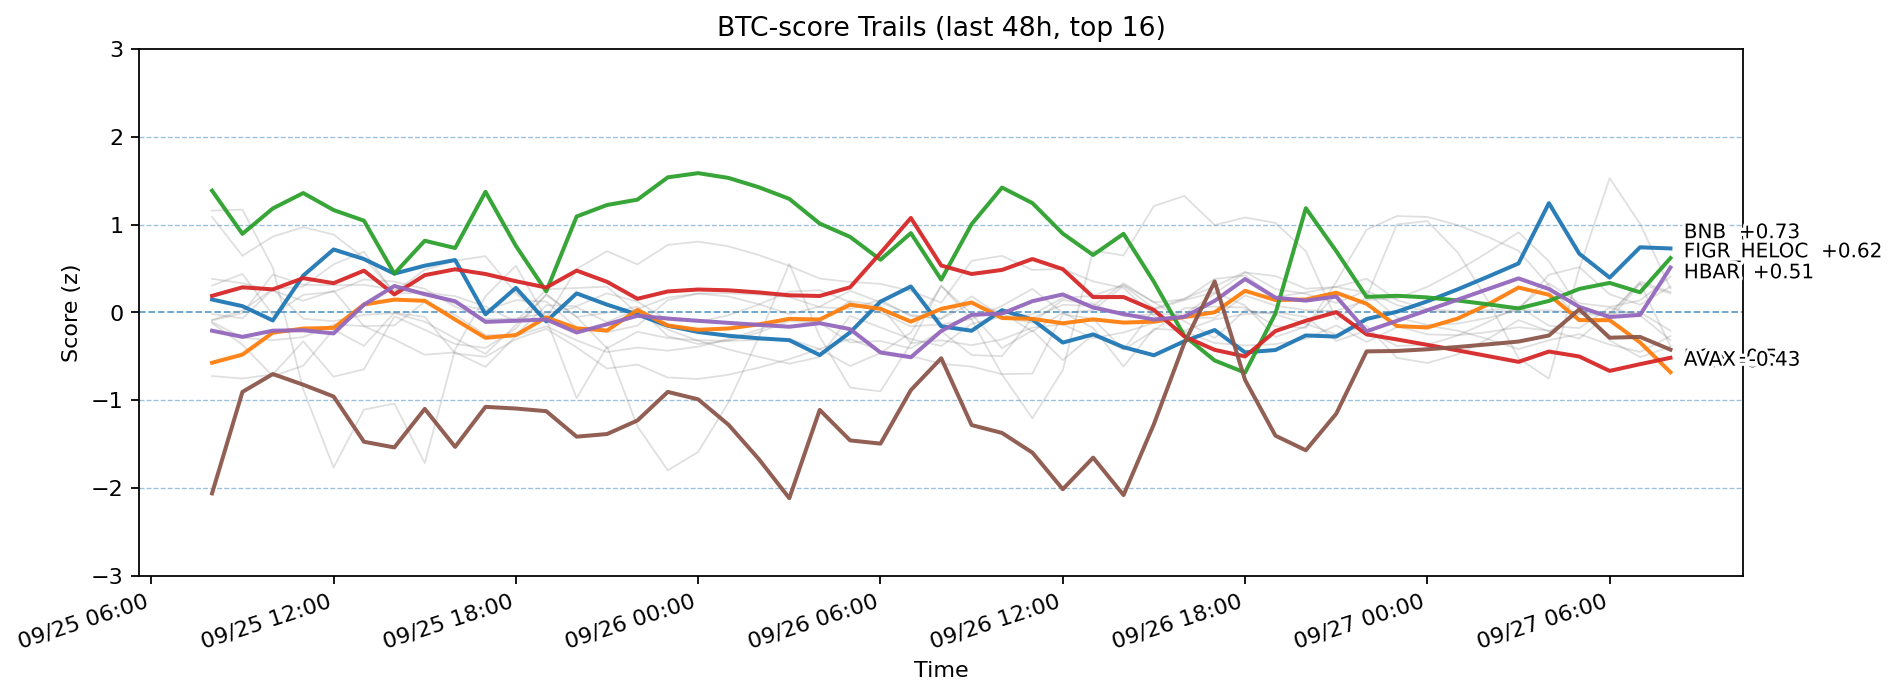 BTC-score Trails (last 48h, top 16)
3
2
1
0
−1
−2
−3
Score (z)
BNB +0.73
FIGR_HELOC +0.62
HBAR +0.51
AVAX -0.43
09/25 06:00
09/25 12:00
09/25 18:00
09/26 00:00
09/26 06:00
09/26 12:00
09/26 18:00
09/27 00:00
09/27 06:00
Time